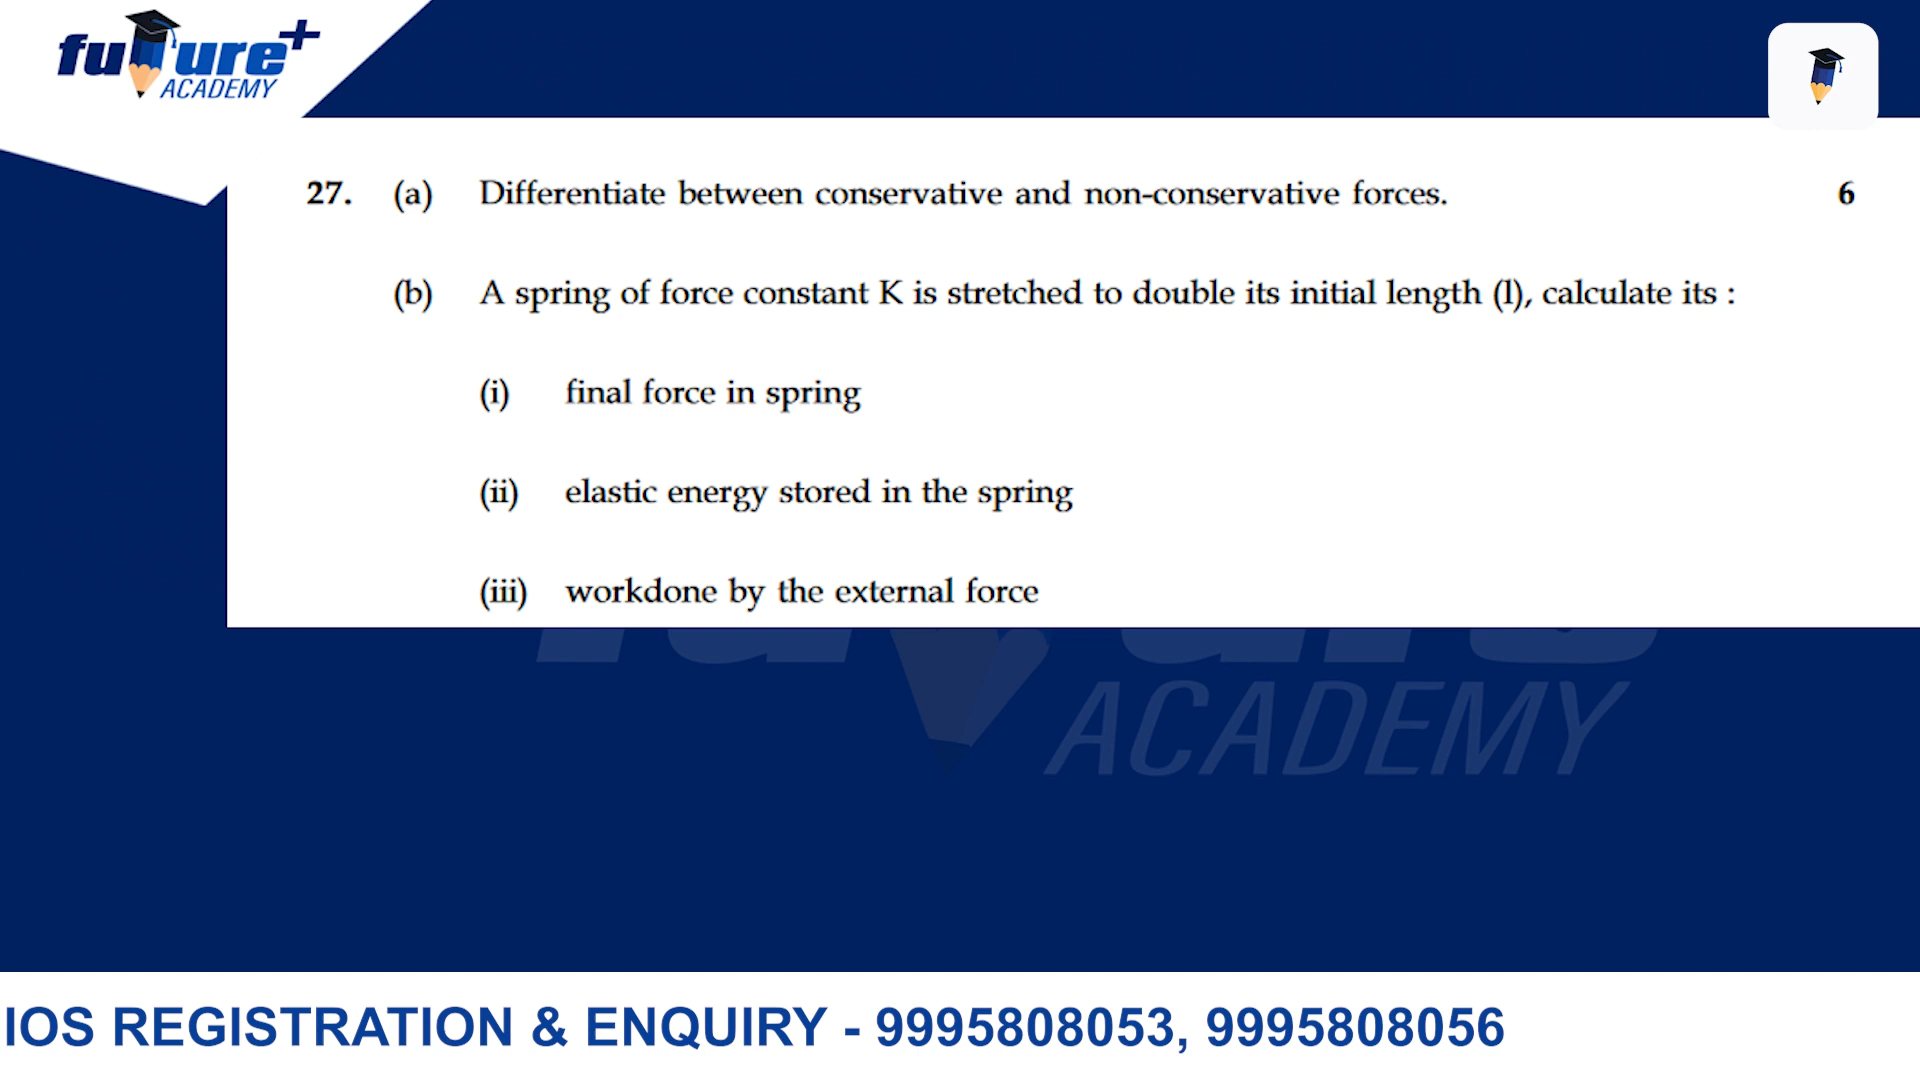 future+
ACADEMY
27. (a) Differentiate between conservative and non-conservative forces. 6
(b) A spring of force constant K is stretched to double its initial length (l), calculate its :
(i) final force in spring
(ii) elastic energy stored in the spring
(iii) workdone by the external force
ACADEMY
IOS REGISTRATION & ENQUIRY - 9995808053, 9995808056